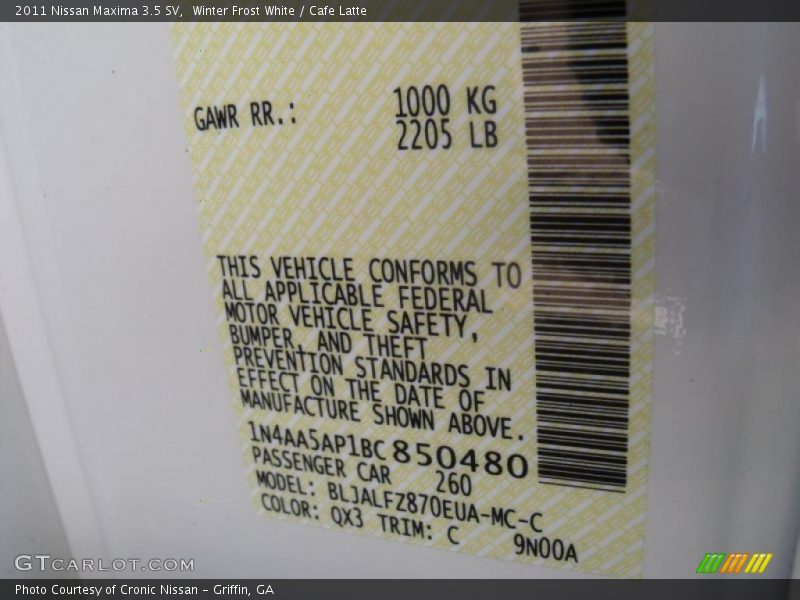 2011 Nissan Maxima 3.5 SV,  Winter Frost White / Cafe Latte
GAWR RR.: 1000 KG
2205 LB
THIS VEHICLE CONFORMS TO
ALL APPLICABLE FEDERAL
MOTOR VEHICLE SAFETY,
BUMPER, AND THEFT
PREVENTION STANDARDS IN
EFFECT ON THE DATE OF
MANUFACTURE SHOWN ABOVE.
1N4AA5AP1BC850480
PASSENGER CAR 260
MODEL: BLJALFZ870EUA-MC-C
COLOR: QX3 TRIM: C 9N00A
GTCARLOT.COM
Photo Courtesy of Cronic Nissan – Griffin, GA